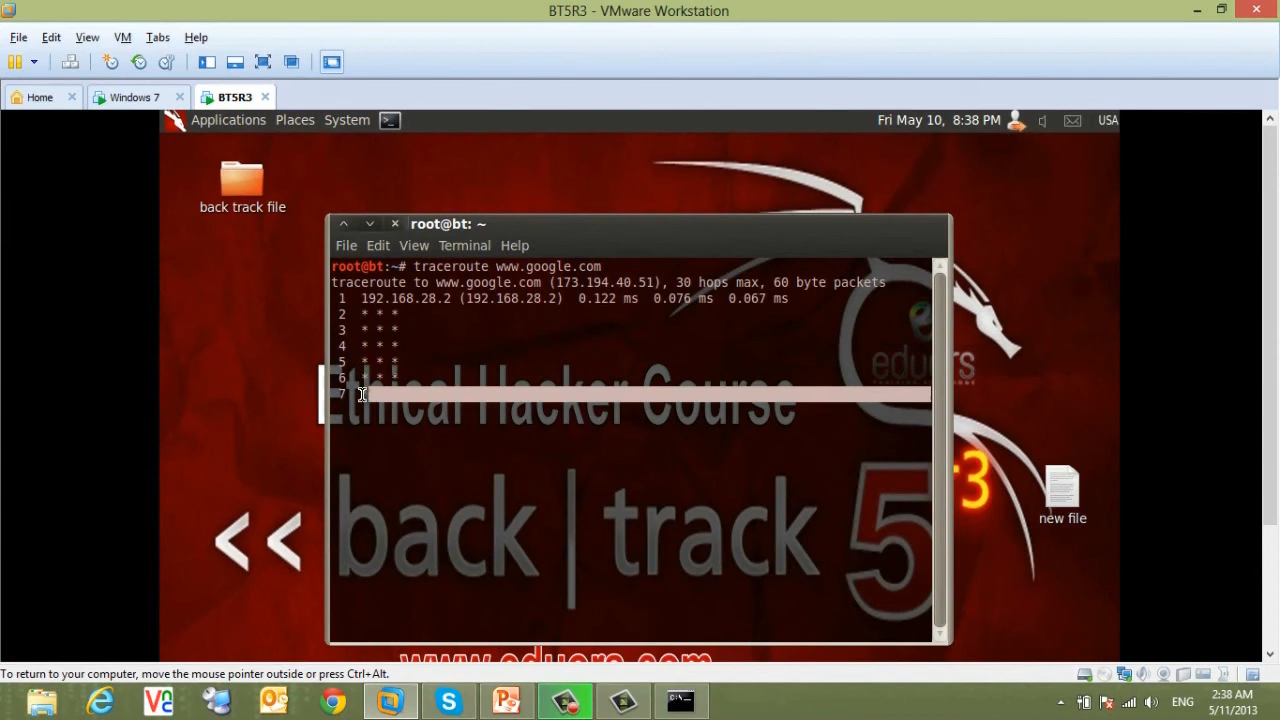 BT5R3 - VMware Workstation
File Edit View VM Tabs Help
Home Windows 7 BT5R3
Applications Places System Fri May 10, 8:38 PM USA
back track file
root@bt: ~
File Edit View Terminal Help
root@bt:~# traceroute www.google.com
traceroute to www.google.com (173.194.40.51), 30 hops max, 60 byte packets
1 192.168.28.2 (192.168.28.2) 0.122 ms 0.076 ms 0.067 ms
2 * * *
3 * * *
4 * * *
5 * * *
6 * * *
7
eduors
Ethical Hacker Course
<< back | track 5 r3
new file
www.eduors.com
To return to your computer, move the mouse pointer outside or press Ctrl+Alt.
ENG
2:38 AM
5/11/2013